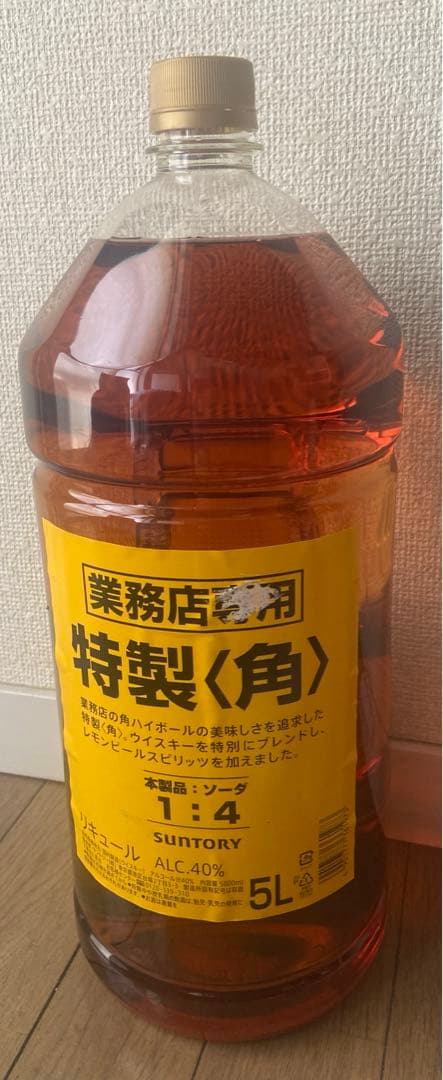 業務店専用
特製〈角〉
業務店の角ハイボールの美味しさを追求した
特製〈角〉。ウイスキーを特別にブレンドし、
レモンピールスピリッツを加えました。
本製品：ソーダ
1：4
SUNTORY
リキュール ALC.40%
5L